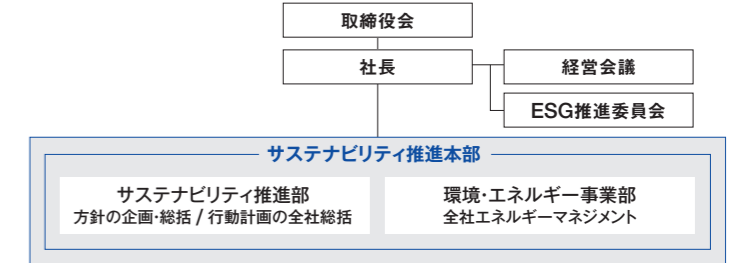 取締役会
社長
経営会議
ESG推進委員会
サステナビリティ推進本部
サステナビリティ推進部
方針の企画・総括 / 行動計画の全社総括
環境・エネルギー事業部
全社エネルギーマネジメント